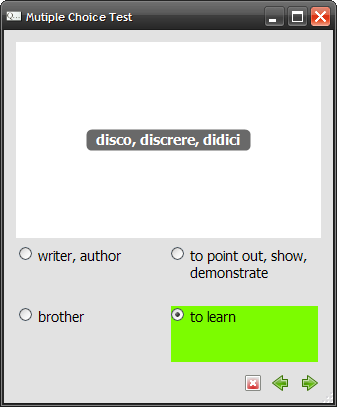 Mutiple Choice Test
disco, discrere, didici
writer, author
to point out, show,
demonstrate
brother
to learn